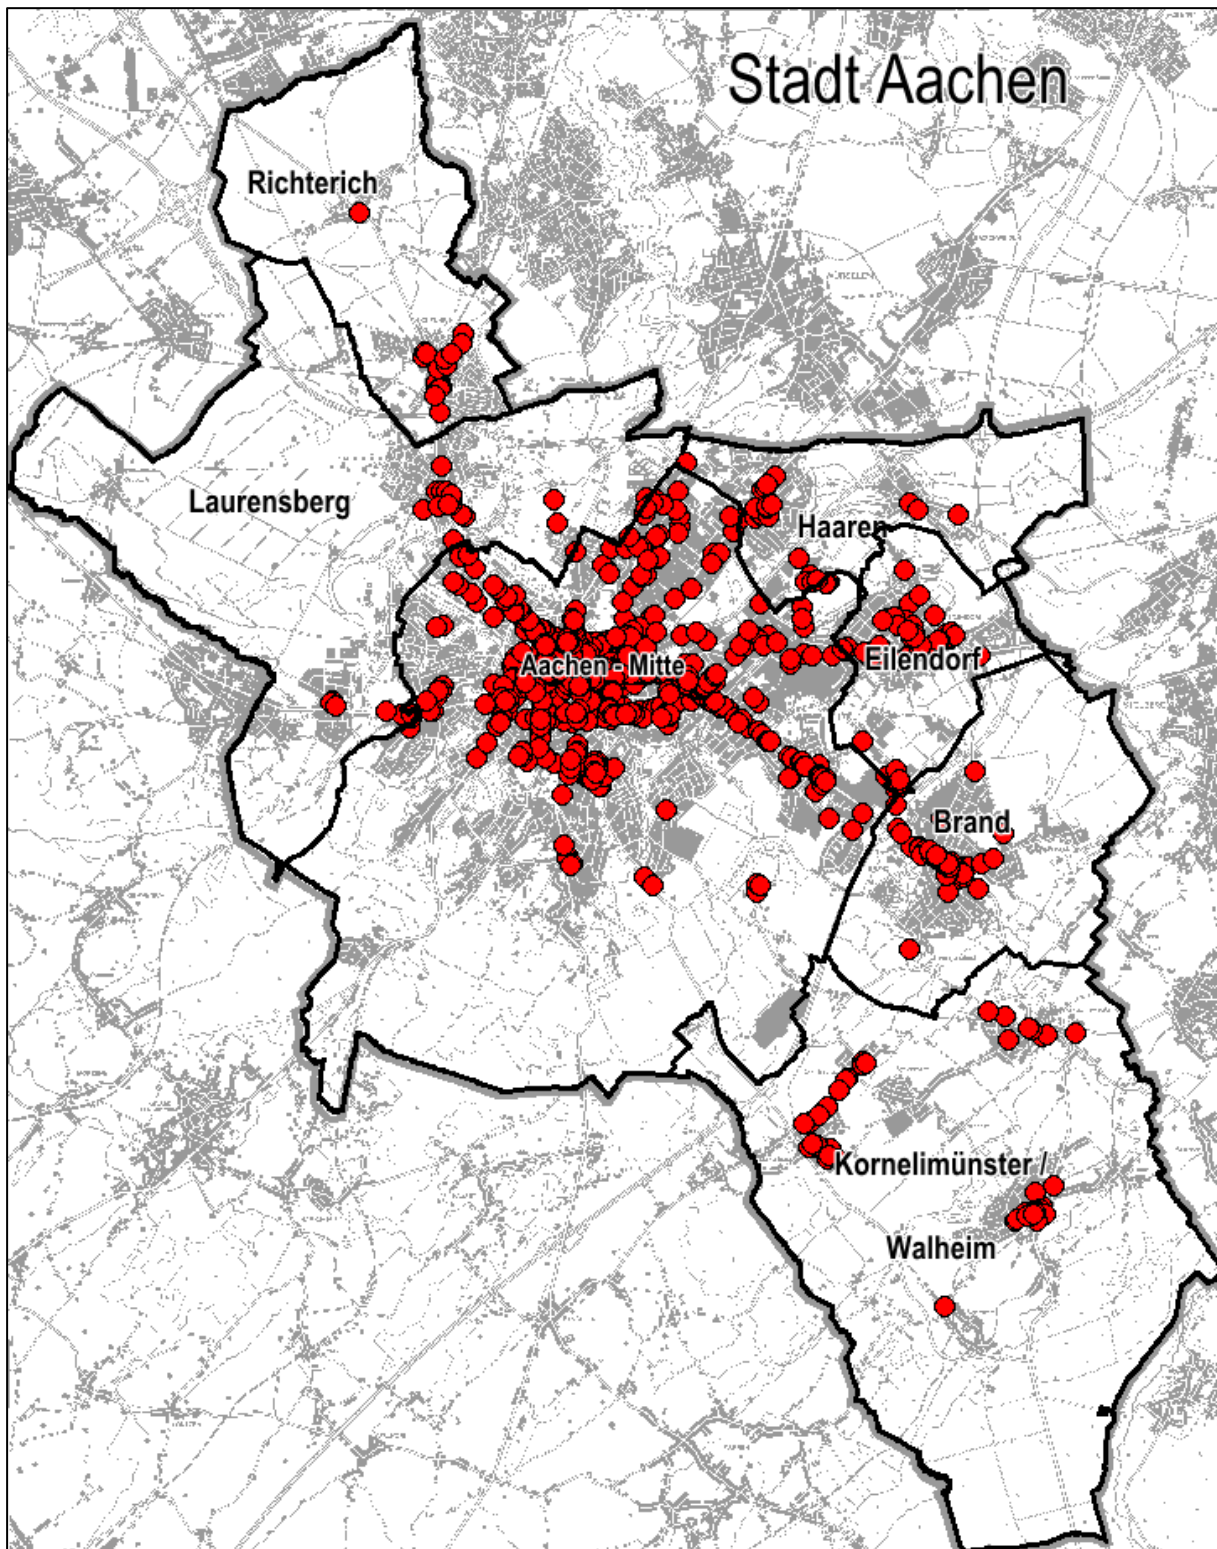 Stadt Aachen
Richterich
Laurensberg
Haaren
Aachen - Mitte
Eilendorf
Brand
Kornelimünster /
Walheim